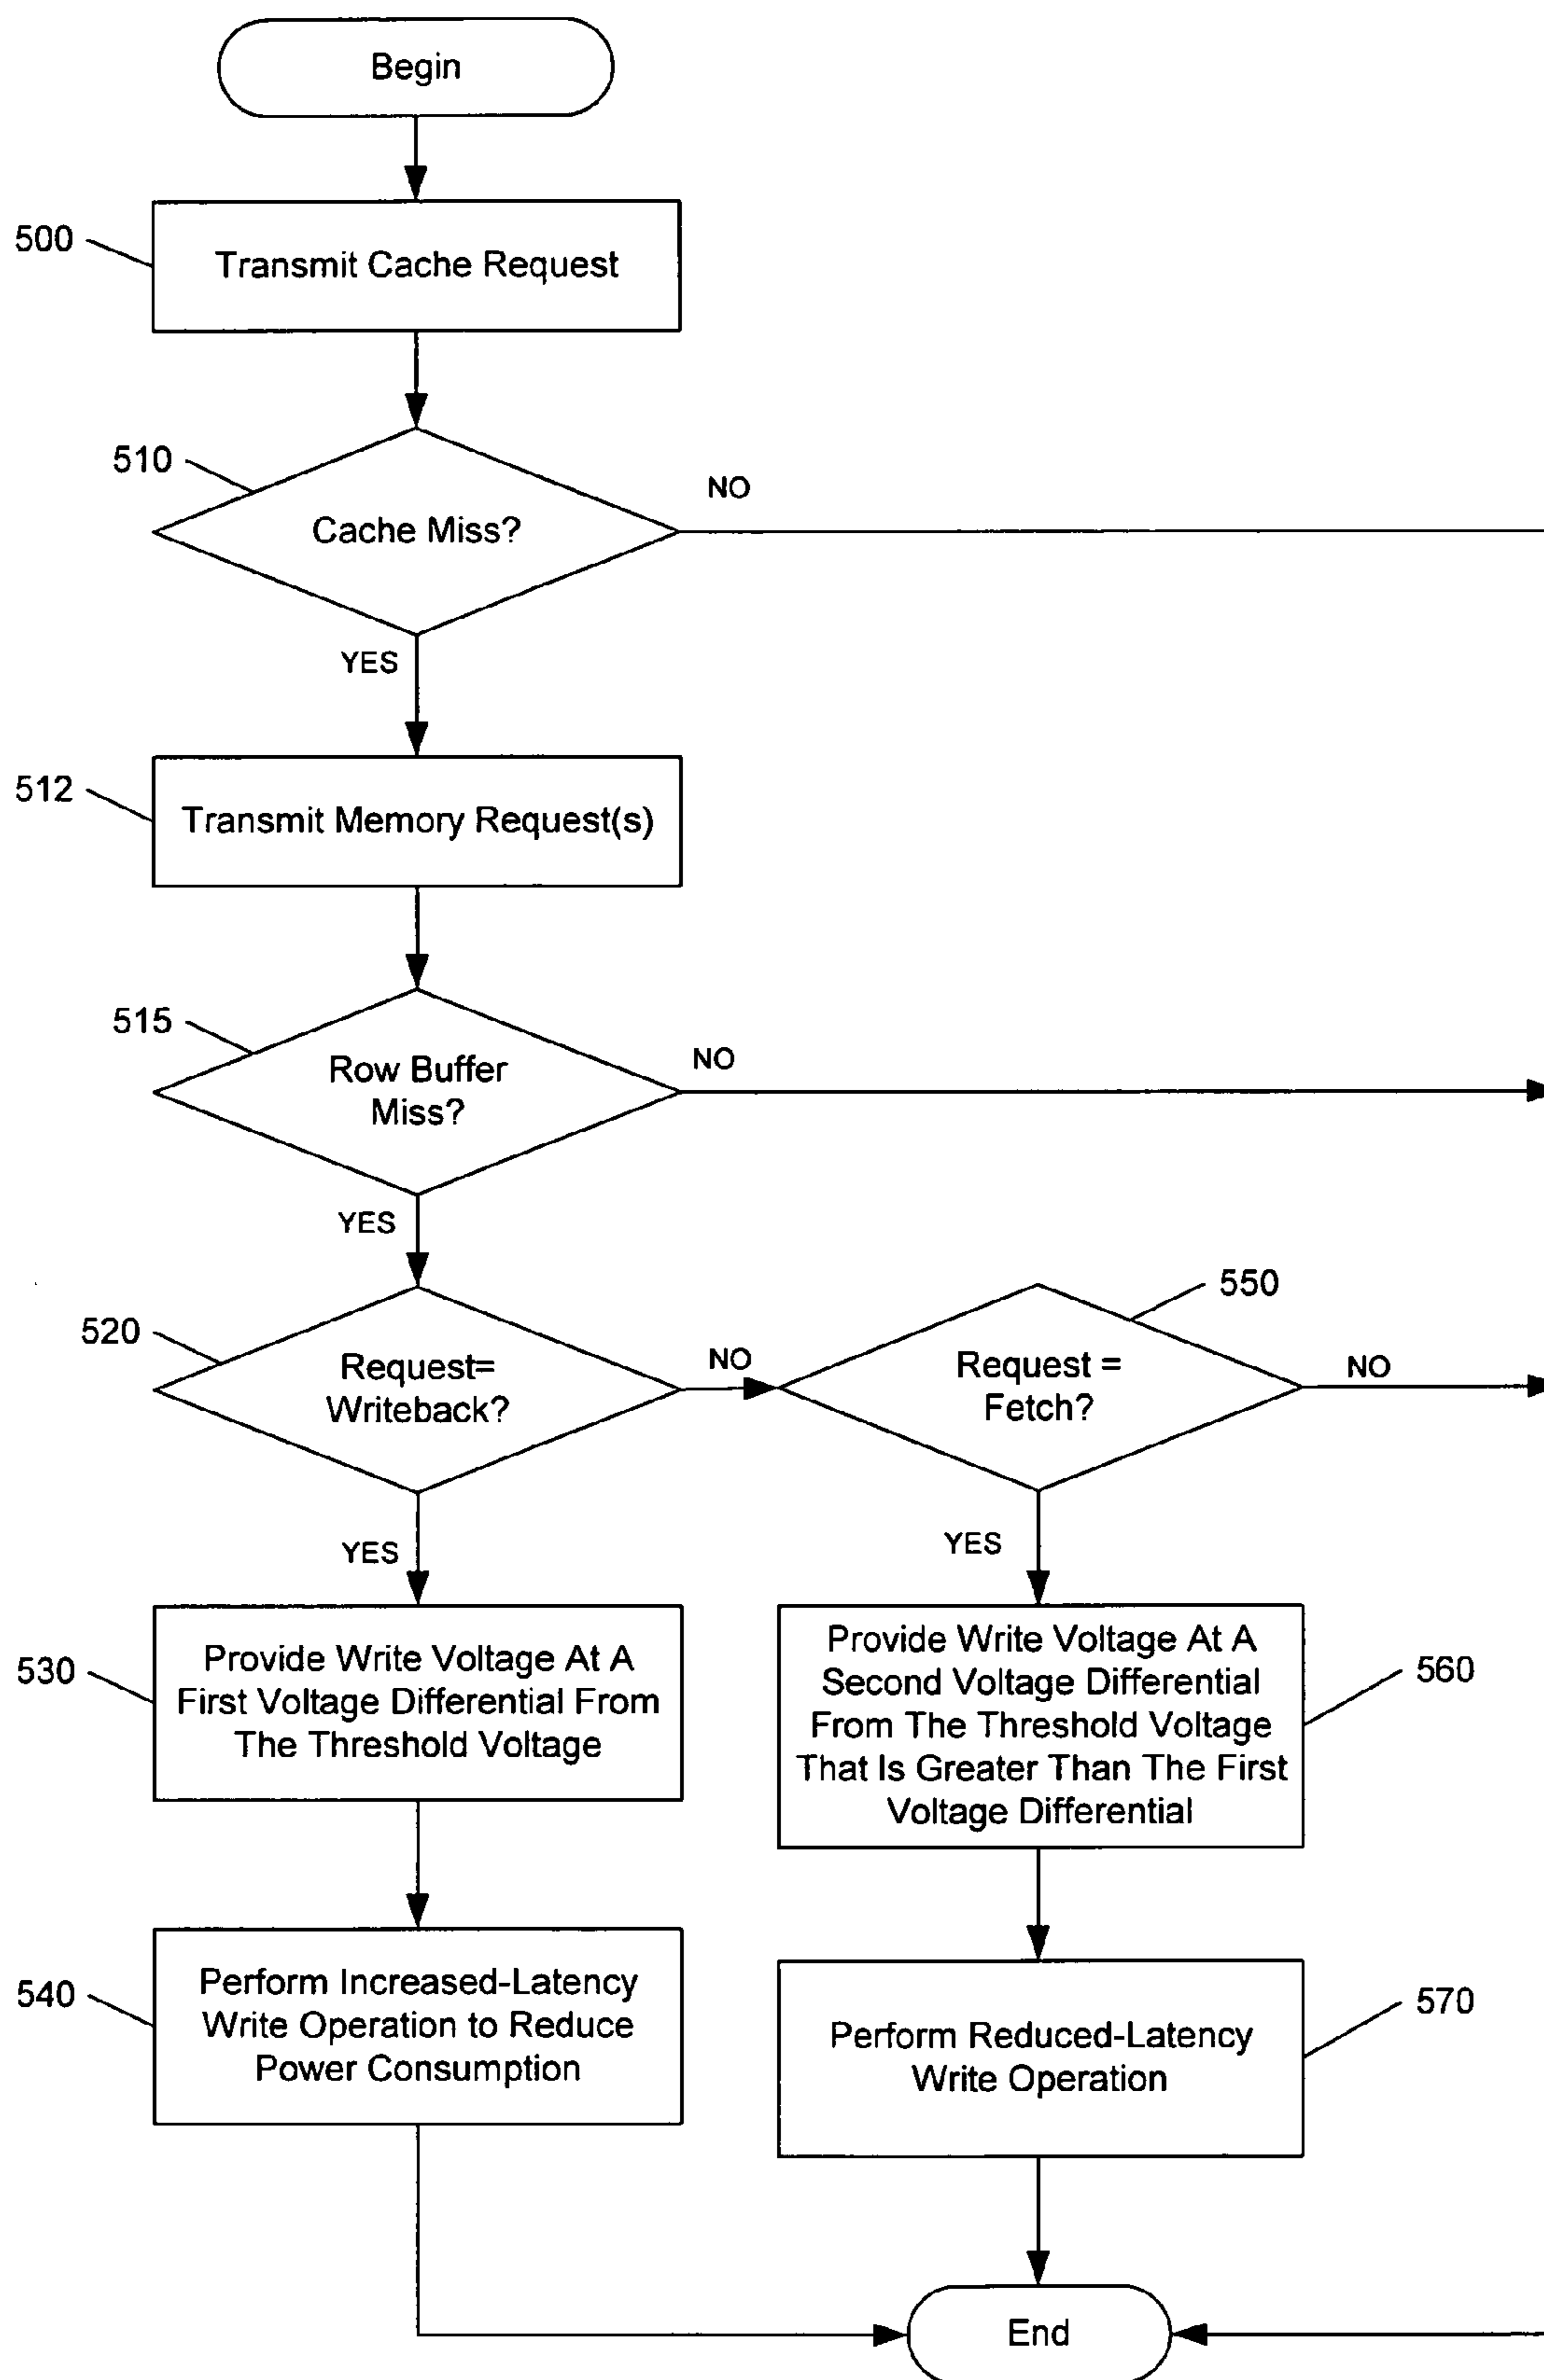 Begin
500
Transmit Cache Request
510
Cache Miss?
NO
YES
512
Transmit Memory Request(s)
515
Row Buffer
Miss?
NO
YES
520
Request=
Writeback?
NO
550
Request =
Fetch?
NO
YES
YES
530
Provide Write Voltage At A
First Voltage Differential From
The Threshold Voltage
560
Provide Write Voltage At A
Second Voltage Differential
From The Threshold Voltage
That Is Greater Than The First
Voltage Differential
540
Perform Increased-Latency
Write Operation to Reduce
Power Consumption
570
Perform Reduced-Latency
Write Operation
End